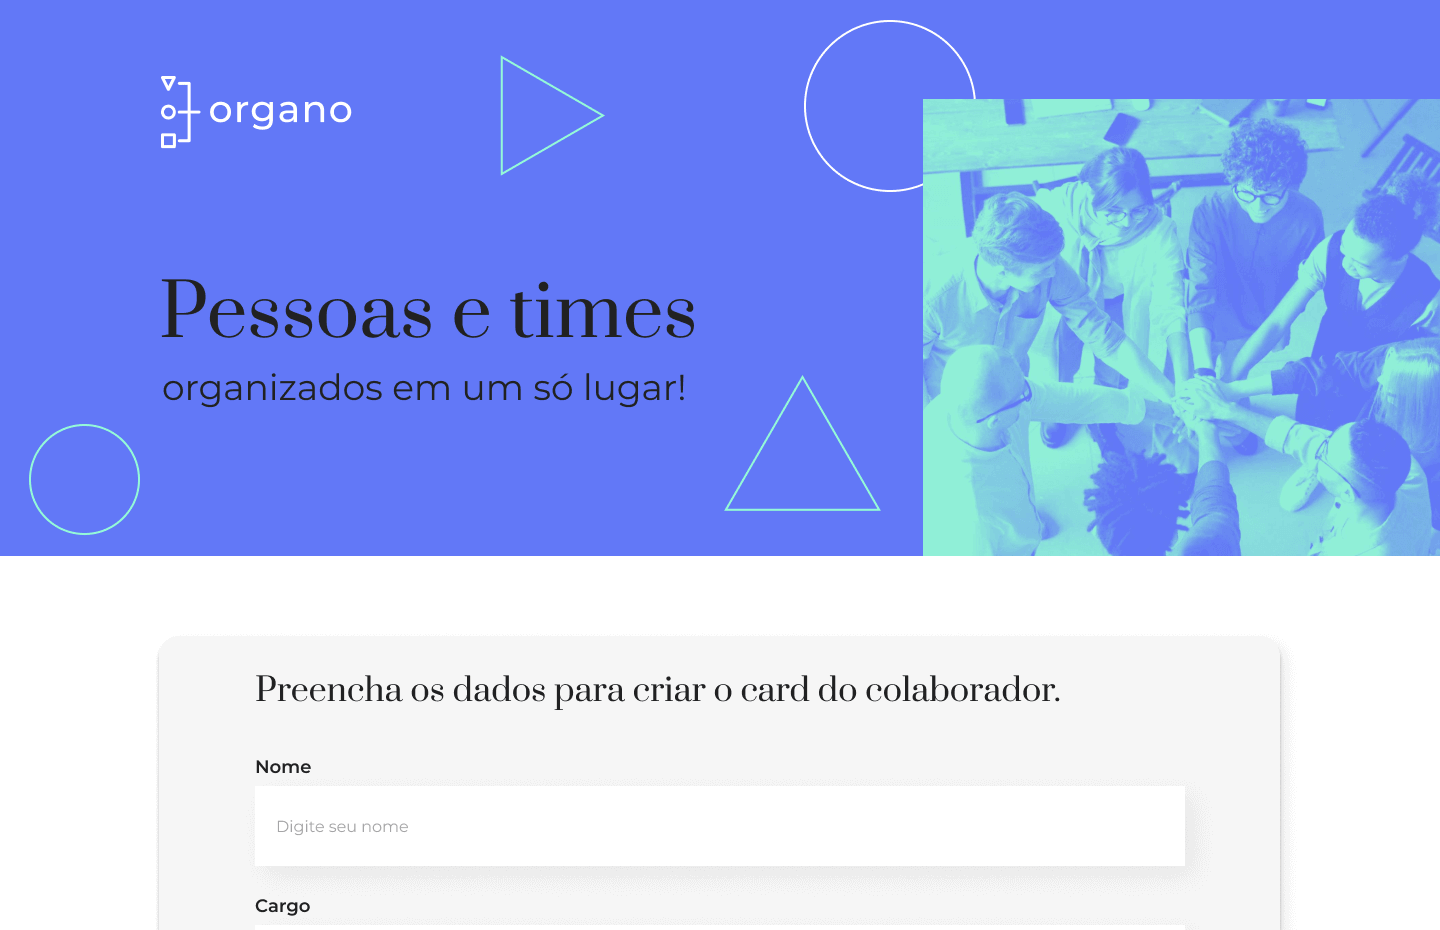 organo
Pessoas e times
organizados em um só lugar!
Preencha os dados para criar o card do colaborador.
Nome
Digite seu nome
Cargo